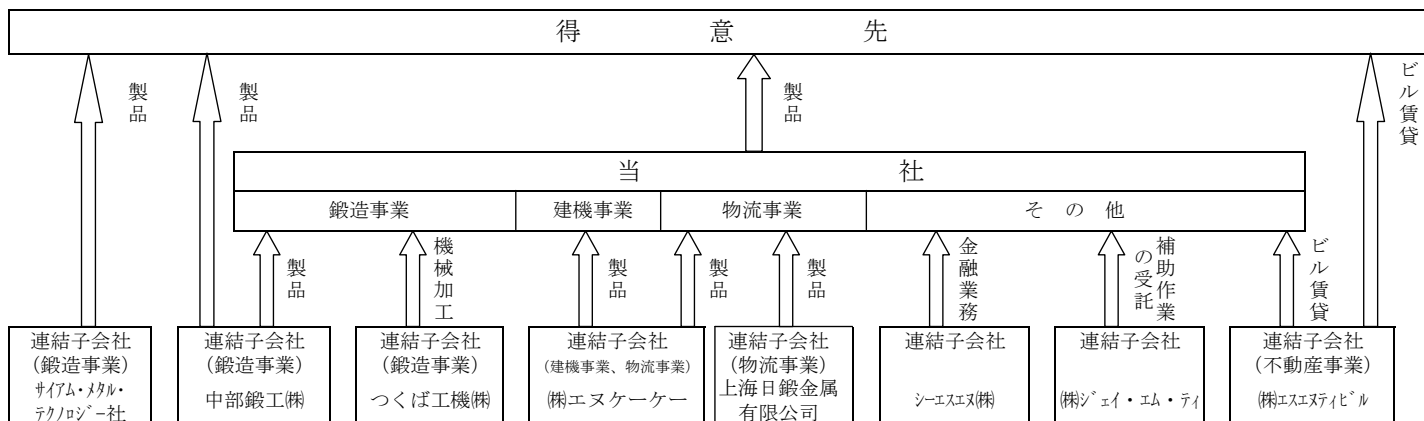 得意先
製品
製品
製品
ビル賃貸
当社
鍛造事業
建機事業
物流事業
その他
製品
機械加工
製品
製品
製品
金融業務
補助作業
の受託
ビル賃貸
連結子会社
(鍛造事業)
サイアム・メタル・
テクノロジー社
連結子会社
(鍛造事業)
中部鍛工㈱
連結子会社
(鍛造事業)
つくば工機㈱
連結子会社
(建機事業、物流事業)
㈱エヌケーケー
連結子会社
(物流事業)
上海日鍛金属
有限公司
連結子会社
シーエスエヌ㈱
連結子会社
㈱ジェイ・エム・ティ
連結子会社
(不動産事業)
㈱エスエヌティビル